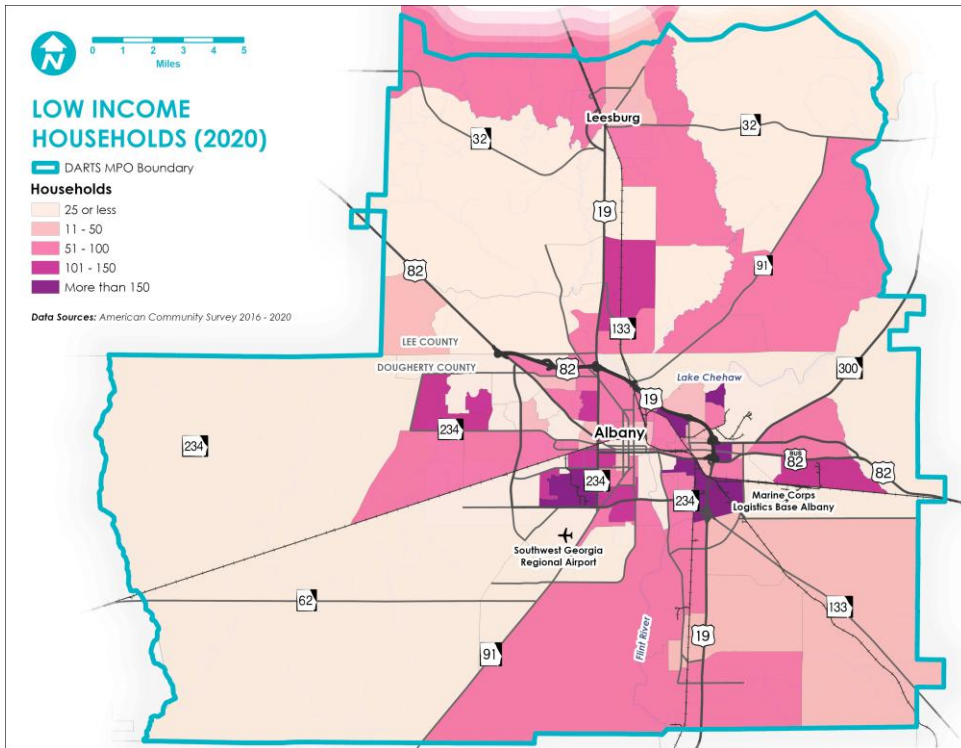 N
0 1 2 3 4 5
Miles
LOW INCOME
HOUSEHOLDS (2020)
DARTS MPO Boundary
Households
25 or less
11 - 50
51 - 100
101 - 150
More than 150
Data Sources: American Community Survey 2016 - 2020
Leesburg
32
32
19
82
91
133
LEE COUNTY
DOUGHERTY COUNTY
82
300
Lake Chehaw
19
Albany
234
234
BUS
82
82
234
234
Marine Corps
Logistics Base Albany
Southwest Georgia
Regional Airport
62
133
Flint River
19
91